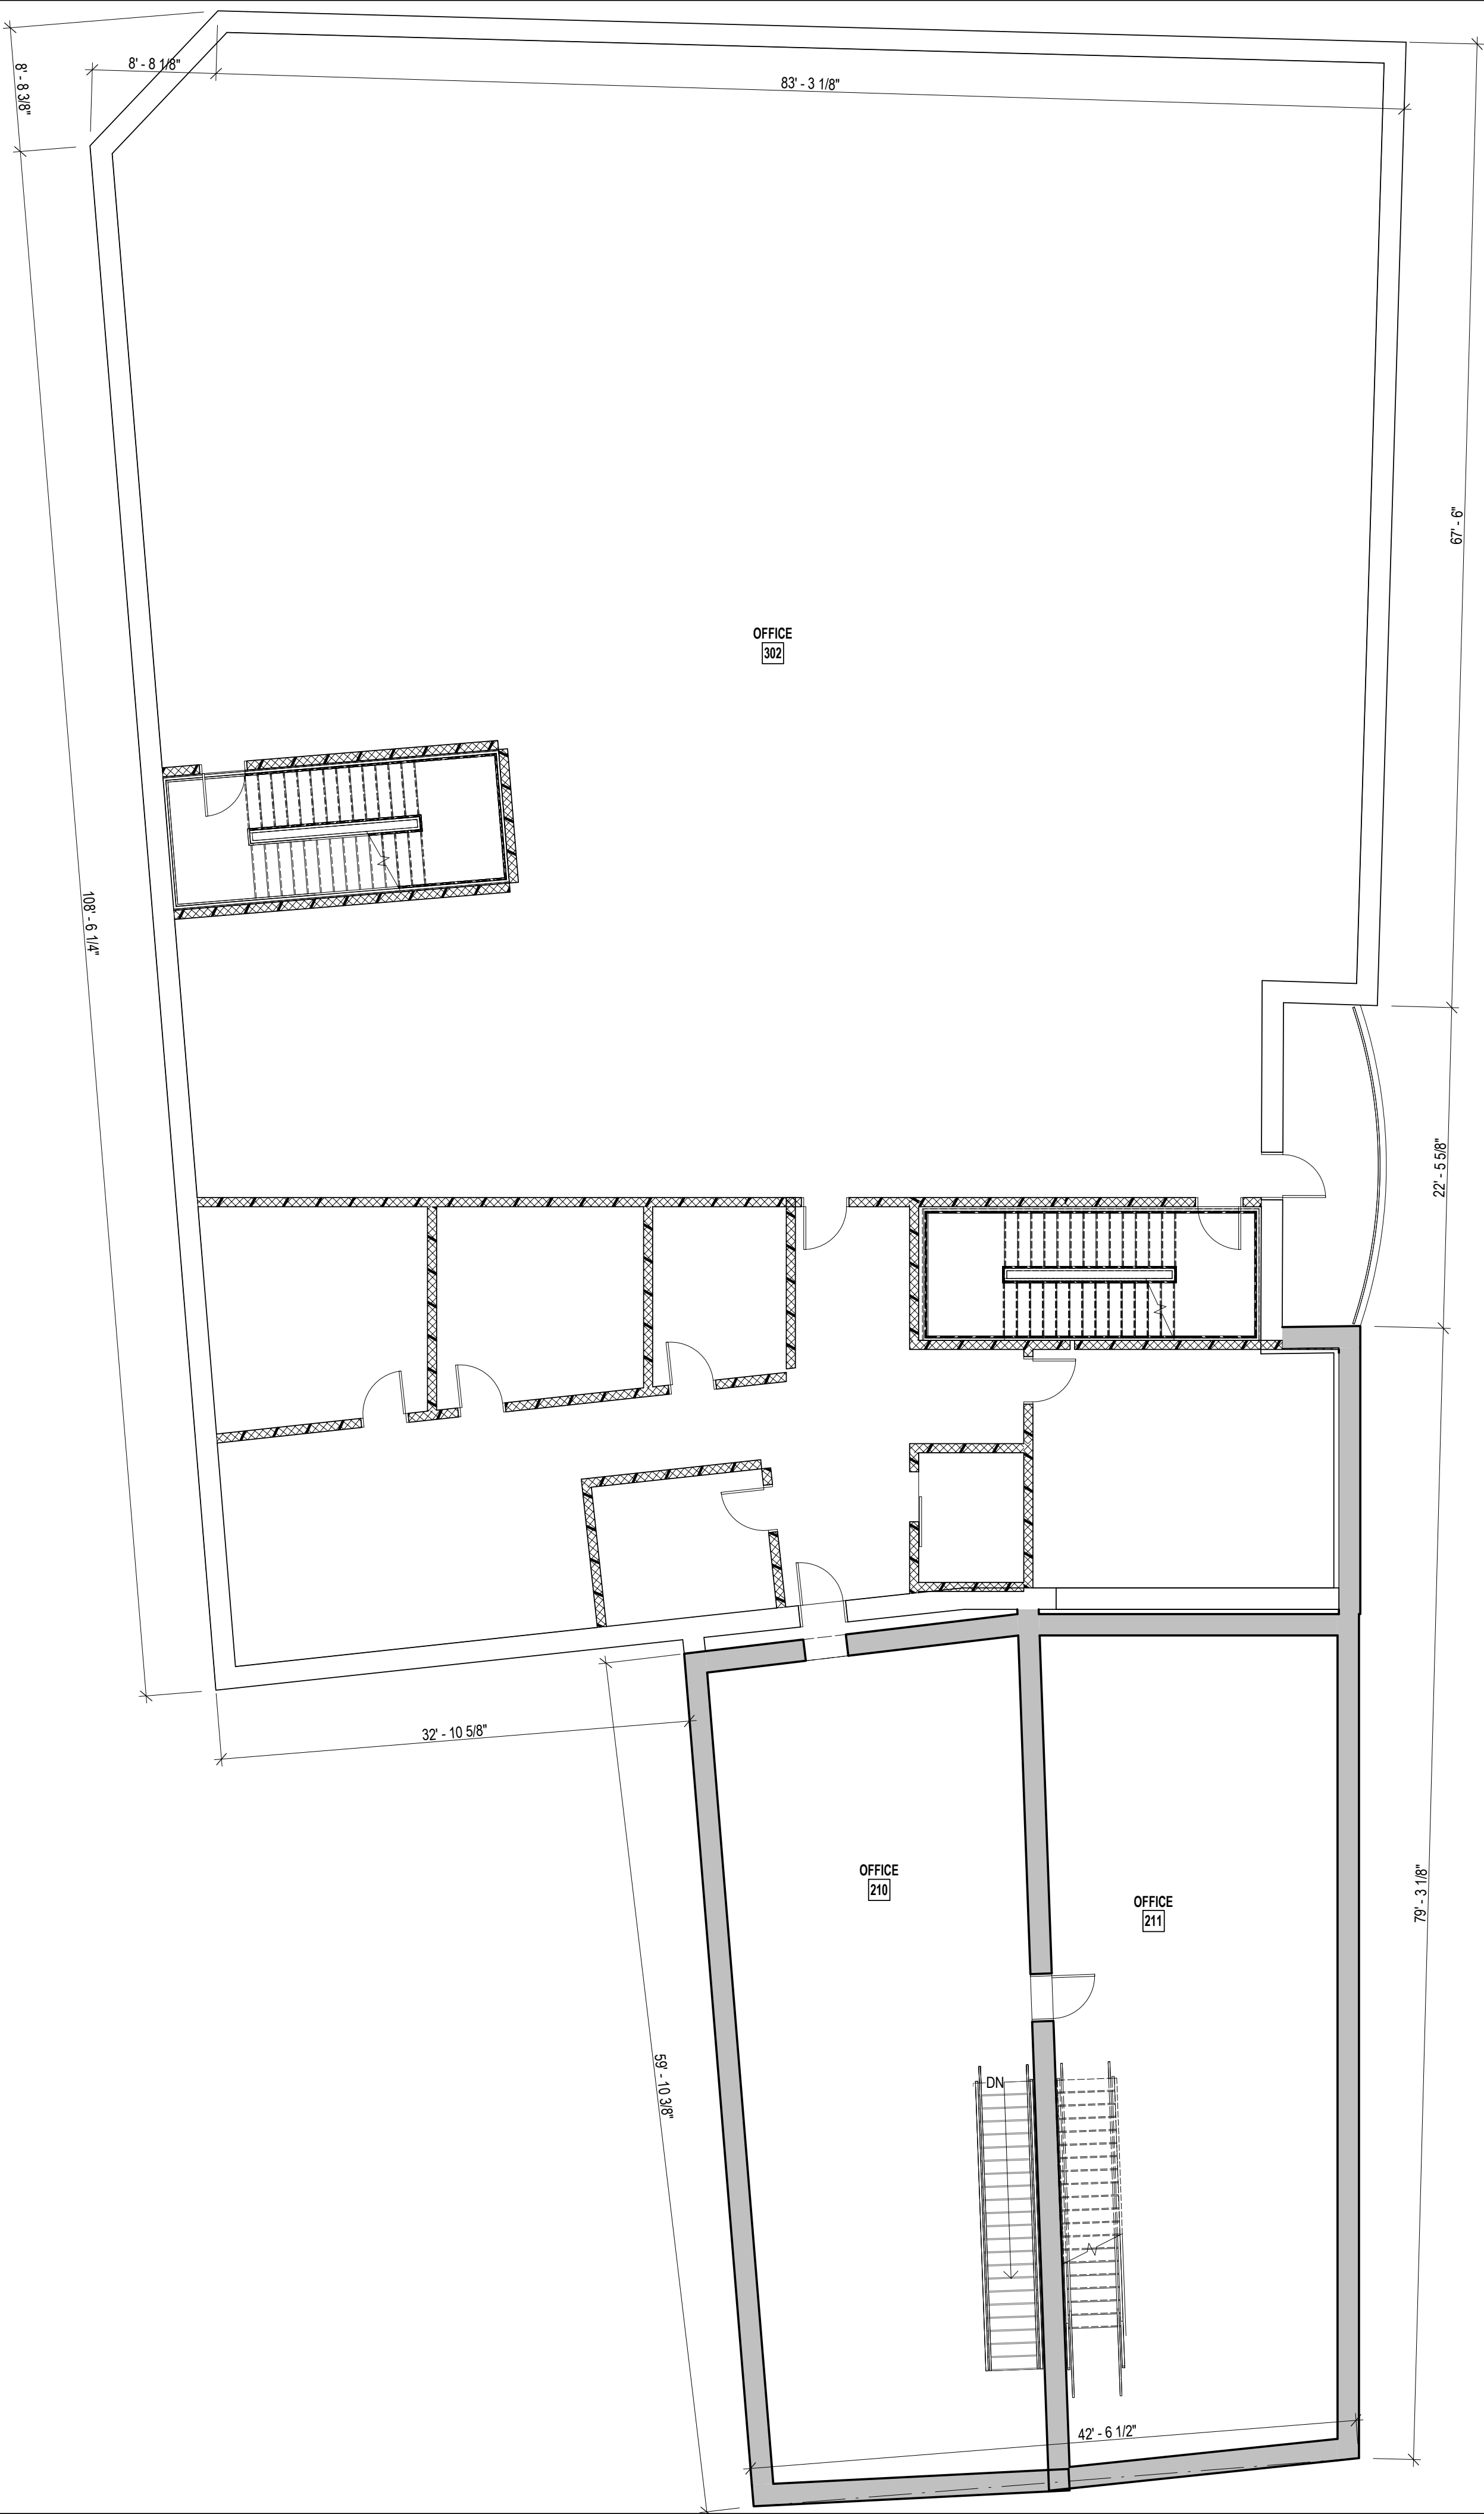 8' - 8 3/8"
8' - 8 1/8"
83' - 3 1/8"
67' - 6"
OFFICE
302
108' - 6 1/4"
22' - 5 5/8"
32' - 10 5/8"
OFFICE
210
OFFICE
211
79' - 3 1/8"
59' - 10 3/8"
DN
42' - 6 1/2"